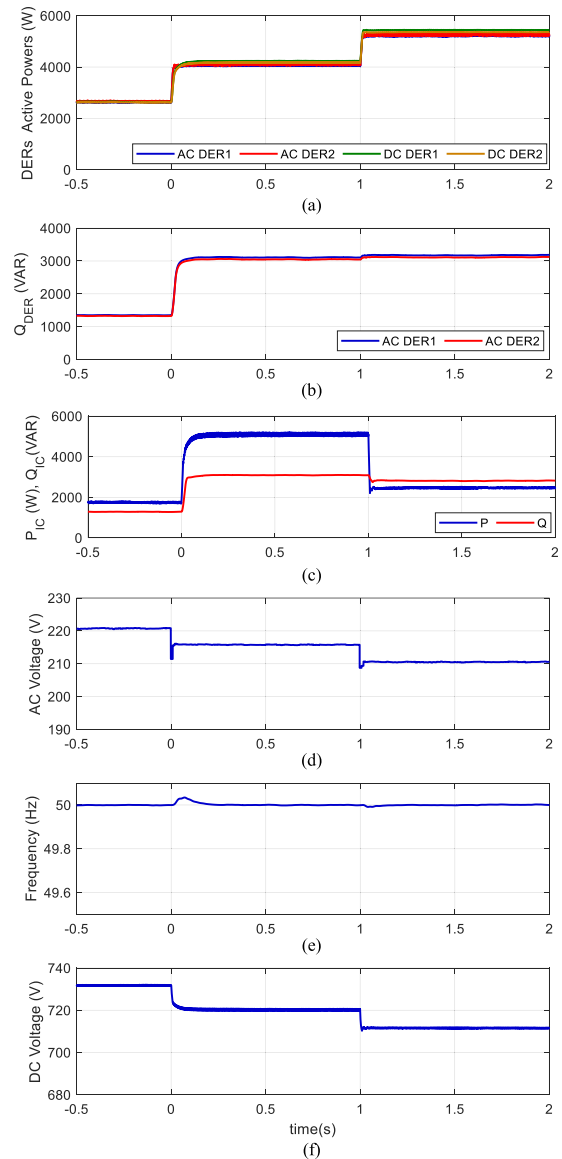 DERs Active Powers (W)
6000
4000
2000
0
AC DER1 AC DER2 DC DER1 DC DER2
-0.5 0 0.5 1 1.5 2
(a)
Q_DER (VAR)
4000
3000
2000
1000
0
AC DER1 AC DER2
-0.5 0 0.5 1 1.5 2
(b)
P_IC (W), Q_IC(VAR)
6000
4000
2000
0
P Q
-0.5 0 0.5 1 1.5 2
(c)
AC Voltage (V)
230
220
210
200
190
-0.5 0 0.5 1 1.5 2
(d)
Frequency (Hz)
50
49.8
49.6
-0.5 0 0.5 1 1.5 2
(e)
DC Voltage (V)
740
720
700
680
-0.5 0 0.5 1 1.5 2
time(s)
(f)